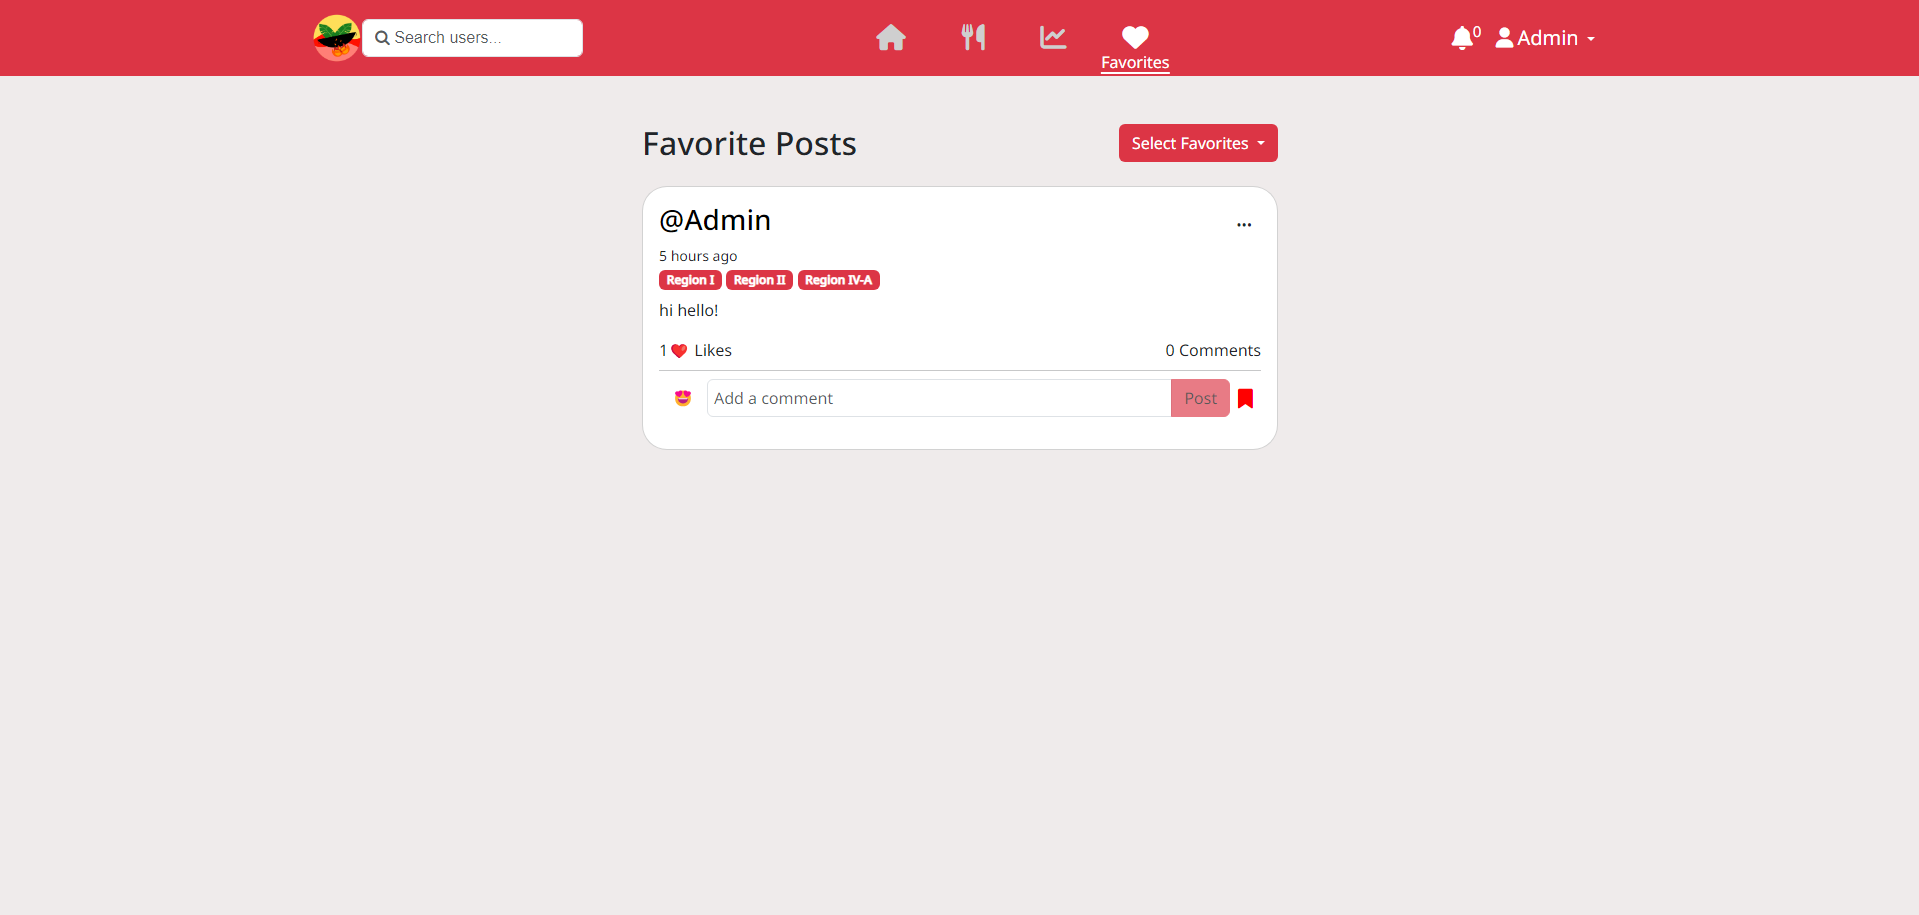 Search users...
0 Admin
Favorites
Favorite Posts
Select Favorites
@Admin
5 hours ago
Region I Region II Region IV-A
hi hello!
1 Likes 0 Comments
Add a comment Post